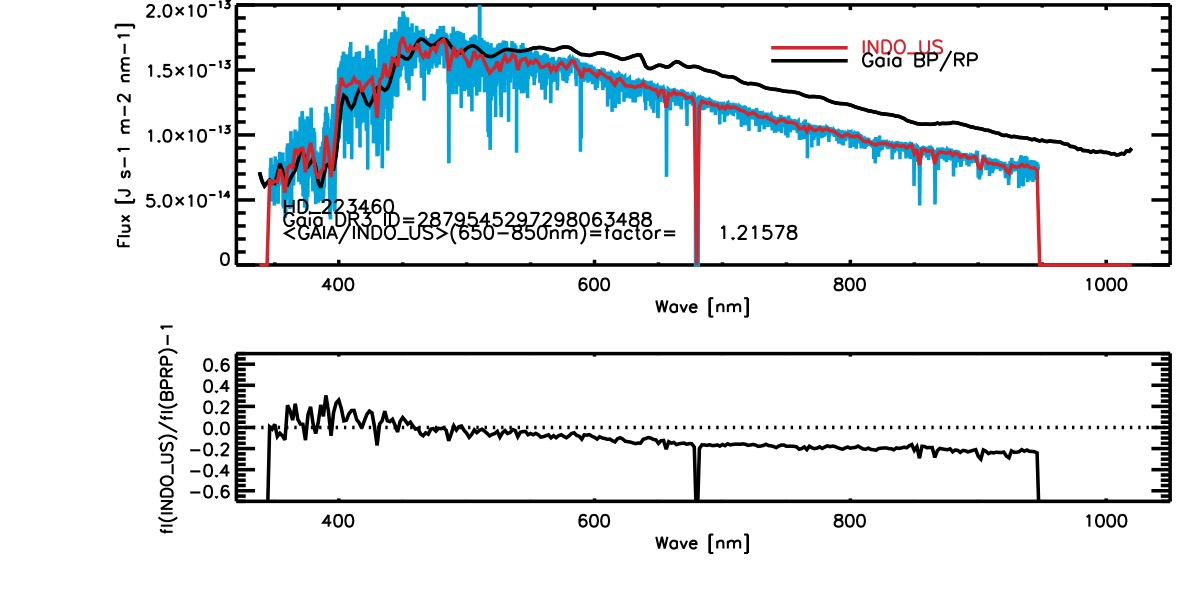 2.0×10⁻¹³
1.5×10⁻¹³
1.0×10⁻¹³
5.0×10⁻¹⁴
0
Flux [J s−1 m−2 nm−1]
INDO_US
Gaia BP/RP
HD_223460
Gaia DR3 ID=2879545297298063488
<GAIA/INDO_US>(650−850nm)=factor= 1.21578
400 600 800 1000
Wave [nm]
fl(INDO_US)/fl(BPRP)−1
0.6
0.4
0.2
0.0
−0.2
−0.4
−0.6
400 600 800 1000
Wave [nm]